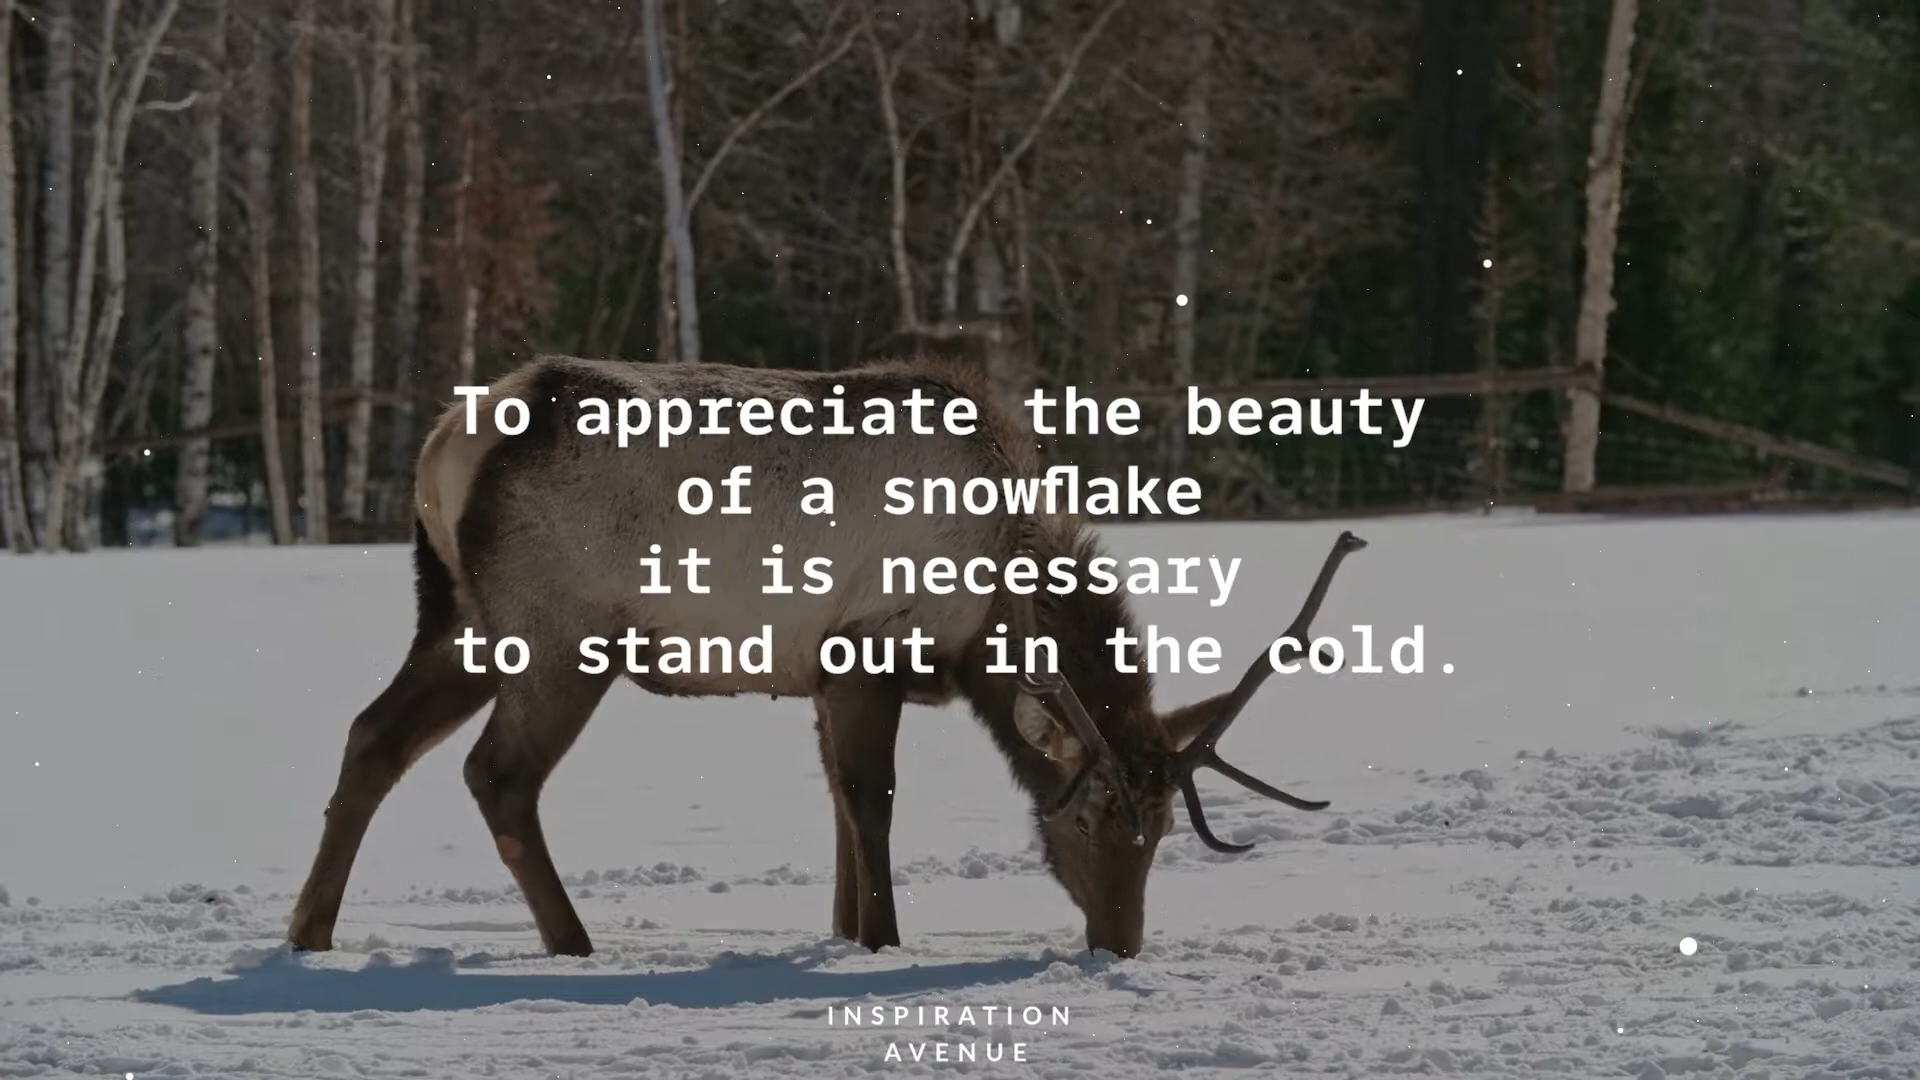 To appreciate the beauty
of a snowflake
it is necessary
to stand out in the cold.
INSPIRATION
AVENUE